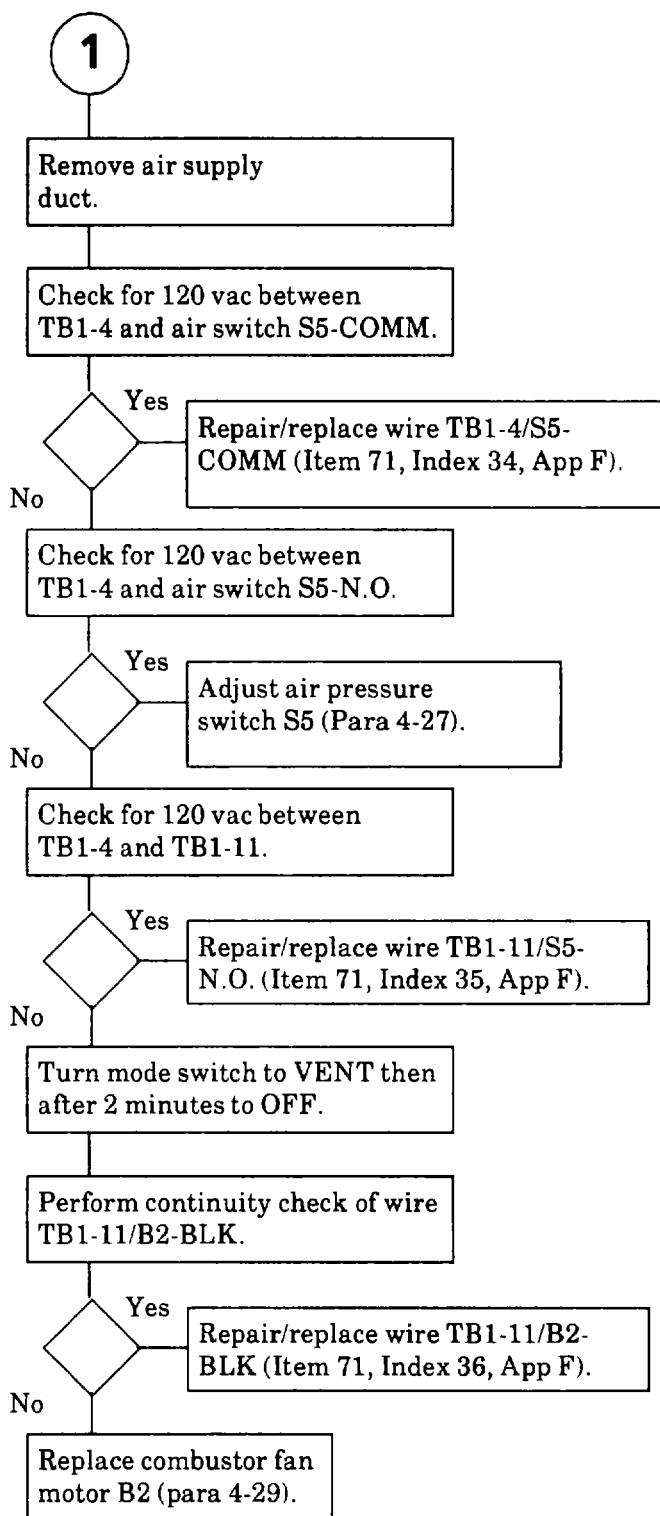 1
Remove air supply
duct.
Check for 120 vac between
TB1-4 and air switch S5-COMM.
Yes
Repair/replace wire TB1-4/S5-
COMM (Item 71, Index 34, App F).
No
Check for 120 vac between
TB1-4 and air switch S5-N.O.
Yes
Adjust air pressure
switch S5 (Para 4-27).
No
Check for 120 vac between
TB1-4 and TB1-11.
Yes
Repair/replace wire TB1-11/S5-
N.O. (Item 71, Index 35, App F).
No
Turn mode switch to VENT then
after 2 minutes to OFF.
Perform continuity check of wire
TB1-11/B2-BLK.
Yes
Repair/replace wire TB1-11/B2-
BLK (Item 71, Index 36, App F).
No
Replace combustor fan
motor B2 (para 4-29).